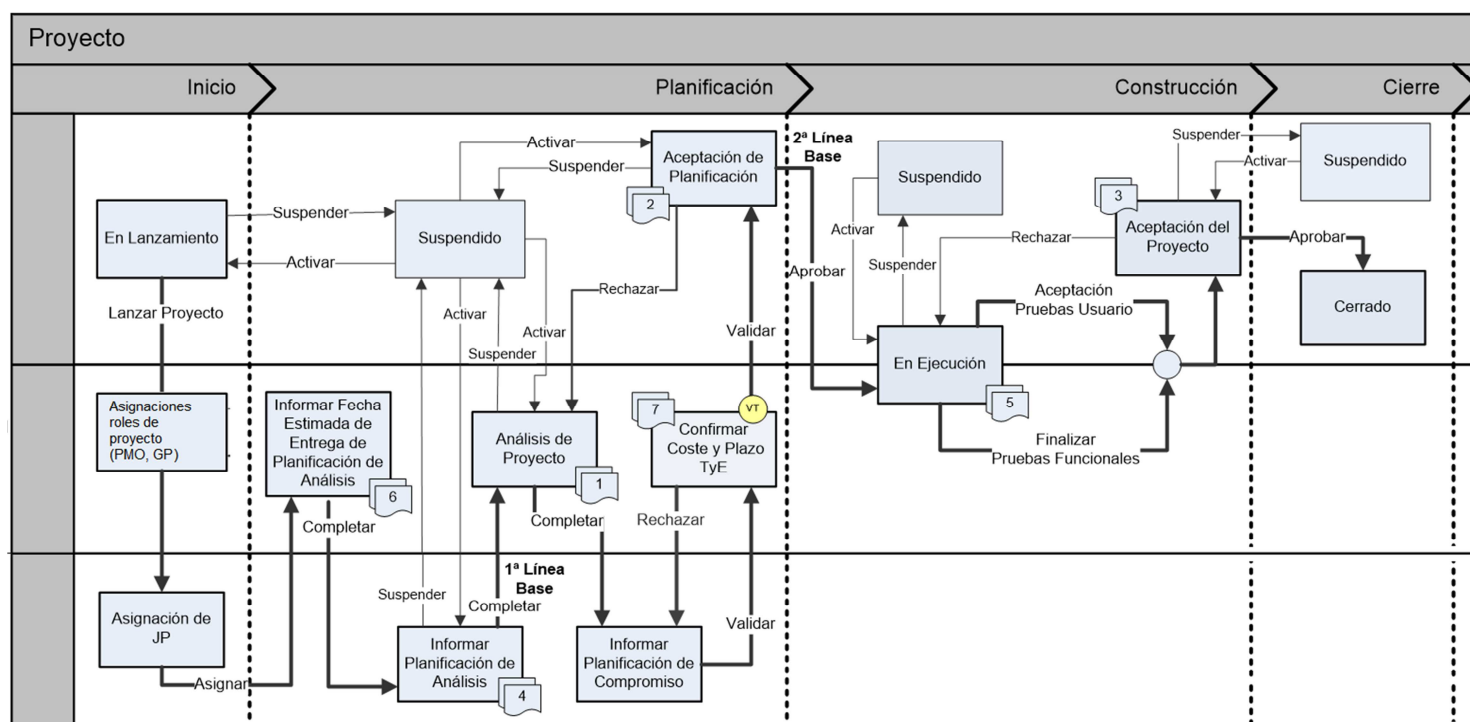 Proyecto
Inicio
Planificación
Construcción
Cierre
En Lanzamiento
Suspender
Activar
Lanzar Proyecto
Asignaciones
roles de
proyecto
(PMO, GP)
Asignación de
JP
Asignar
Informar Fecha
Estimada de
Entrega de
Planificación de
Análisis
6
Completar
Suspendido
Activar
Suspender
Activar
Suspender
Activar
Suspender
Aceptación de
Planificación
2
Rechazar
Análisis de
Proyecto
1
Completar
1ª Línea
Base
Completar
Informar
Planificación de
Análisis
4
Informar
Planificación de
Compromiso
Validar
Rechazar
7
VT
Confirmar
Coste y Plazo
TyE
Validar
2ª Línea
Base
Aprobar
Suspendido
Activar
Suspender
En Ejecución
5
Aceptación
Pruebas Usuario
Finalizar
Pruebas Funcionales
Rechazar
3
Aceptación del
Proyecto
Suspender
Activar
Suspendido
Aprobar
Cerrado